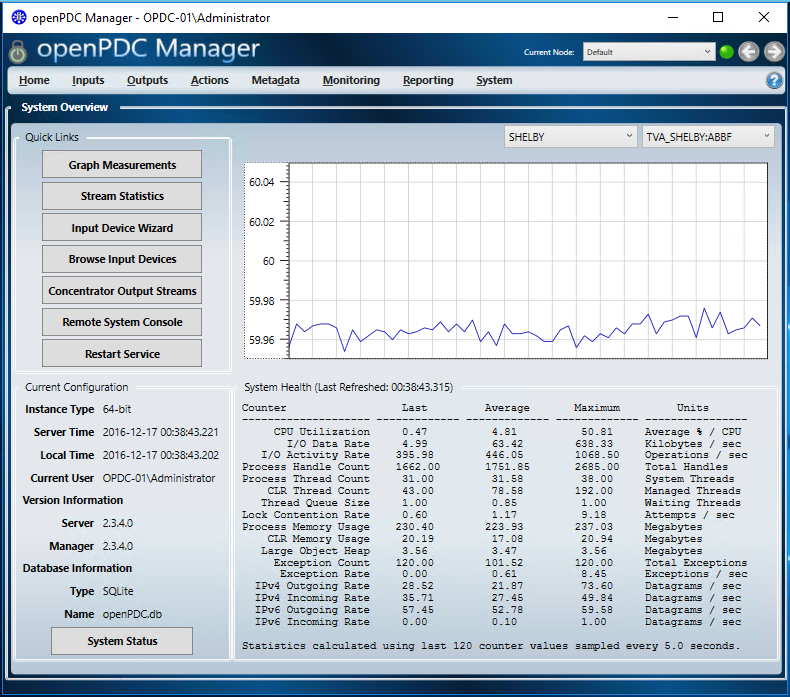 openPDC Manager - OPDC-01\Administrator
openPDC Manager
Current Node: Default
Home Inputs Outputs Actions Metadata Monitoring Reporting System
System Overview
Quick Links
Graph Measurements
Stream Statistics
Input Device Wizard
Browse Input Devices
Concentrator Output Streams
Remote System Console
Restart Service
SHELBY TVA_SHELBY:ABBF
60.04
60.02
60
59.98
59.96
Current Configuration
Instance Type 64-bit
Server Time 2016-12-17 00:38:43.221
Local Time 2016-12-17 00:38:43.202
Current User OPDC-01\Administrator
Version Information
Server 2.3.4.0
Manager 2.3.4.0
Database Information
Type SQLite
Name openPDC.db
System Status
System Health (Last Refreshed: 00:38:43.315)
Counter Last Average Maximum Units
-------------------- ------------- ------------- ------------- ----------------
CPU Utilization 0.47 4.81 50.81 Average % / CPU
I/O Data Rate 4.99 63.42 638.33 Kilobytes / sec
I/O Activity Rate 395.98 446.05 1068.50 Operations / sec
Process Handle Count 1662.00 1751.85 2685.00 Total Handles
Process Thread Count 31.00 31.58 38.00 System Threads
CLR Thread Count 43.00 78.58 192.00 Managed Threads
Thread Queue Size 1.00 0.85 1.00 Waiting Threads
Lock Contention Rate 0.60 1.17 9.18 Attempts / sec
Process Memory Usage 230.40 223.93 237.03 Megabytes
CLR Memory Usage 20.19 17.08 20.94 Megabytes
Large Object Heap 3.56 3.47 3.56 Megabytes
Exception Count 120.00 101.52 120.00 Total Exceptions
Exception Rate 0.00 0.61 8.45 Exceptions / sec
IPv4 Outgoing Rate 28.52 21.87 73.60 Datagrams / sec
IPv4 Incoming Rate 35.71 27.45 49.84 Datagrams / sec
IPv6 Outgoing Rate 57.45 52.78 59.58 Datagrams / sec
IPv6 Incoming Rate 0.00 0.10 1.00 Datagrams / sec
Statistics calculated using last 120 counter values sampled every 5.0 seconds.